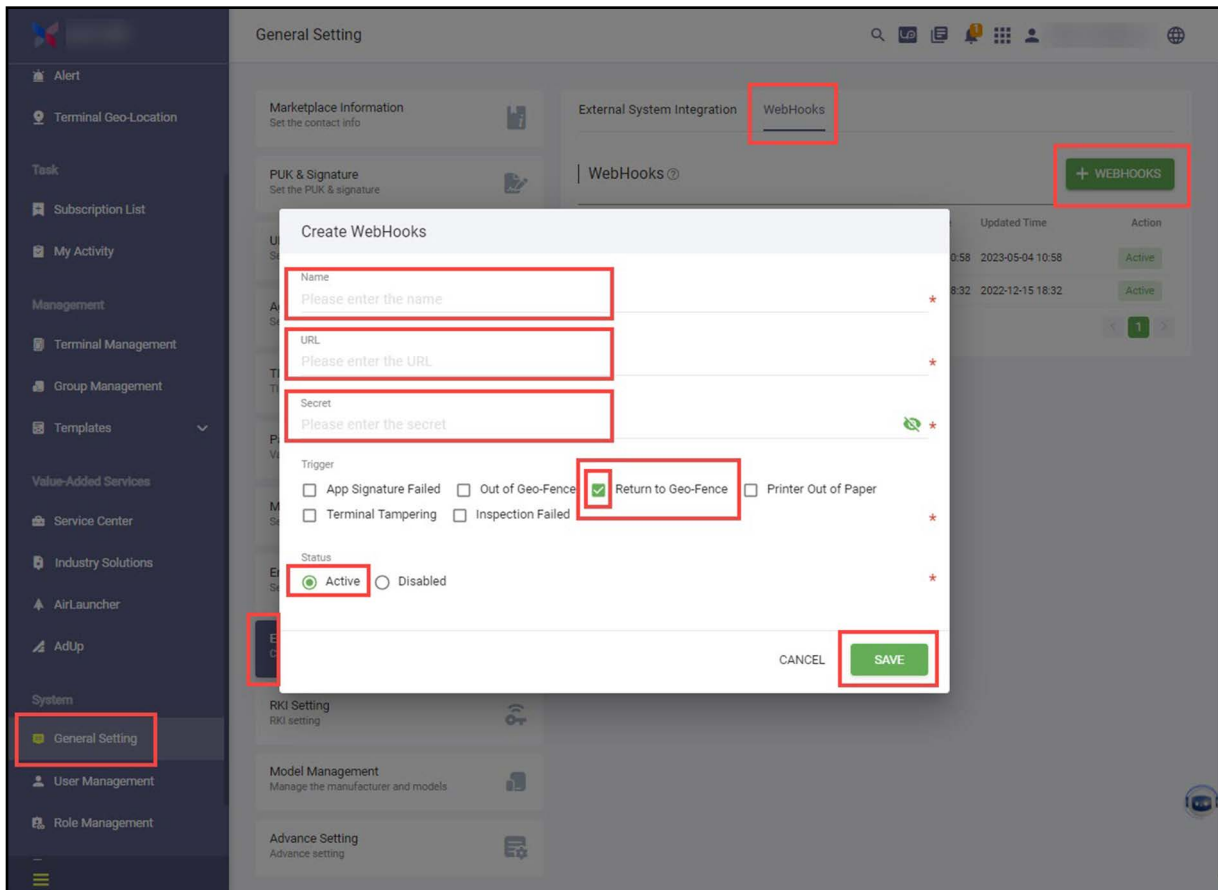 General Setting
1
Alert
Terminal Geo-Location
Task
Subscription List
My Activity
Management
Terminal Management
Group Management
Templates
Value-Added Services
Service Center
Industry Solutions
AirLauncher
AdUp
System
General Setting
User Management
Role Management
Marketplace Information
Set the contact info
PUK & Signature
Set the PUK & signature
RKI Setting
RKI setting
Model Management
Manage the manufacturer and models
Advance Setting
Advance setting
External System Integration WebHooks
WebHooks
+ WEBHOOKS
Updated Time Action
0:58 2023-05-04 10:58 Active
8:32 2022-12-15 18:32 Active
1
Create WebHooks
Name
Please enter the name *
URL
Please enter the URL *
Secret
Please enter the secret *
Trigger
App Signature Failed Out of Geo-Fence Return to Geo-Fence Printer Out of Paper
Terminal Tampering Inspection Failed *
Status
Active Disabled *
CANCEL SAVE